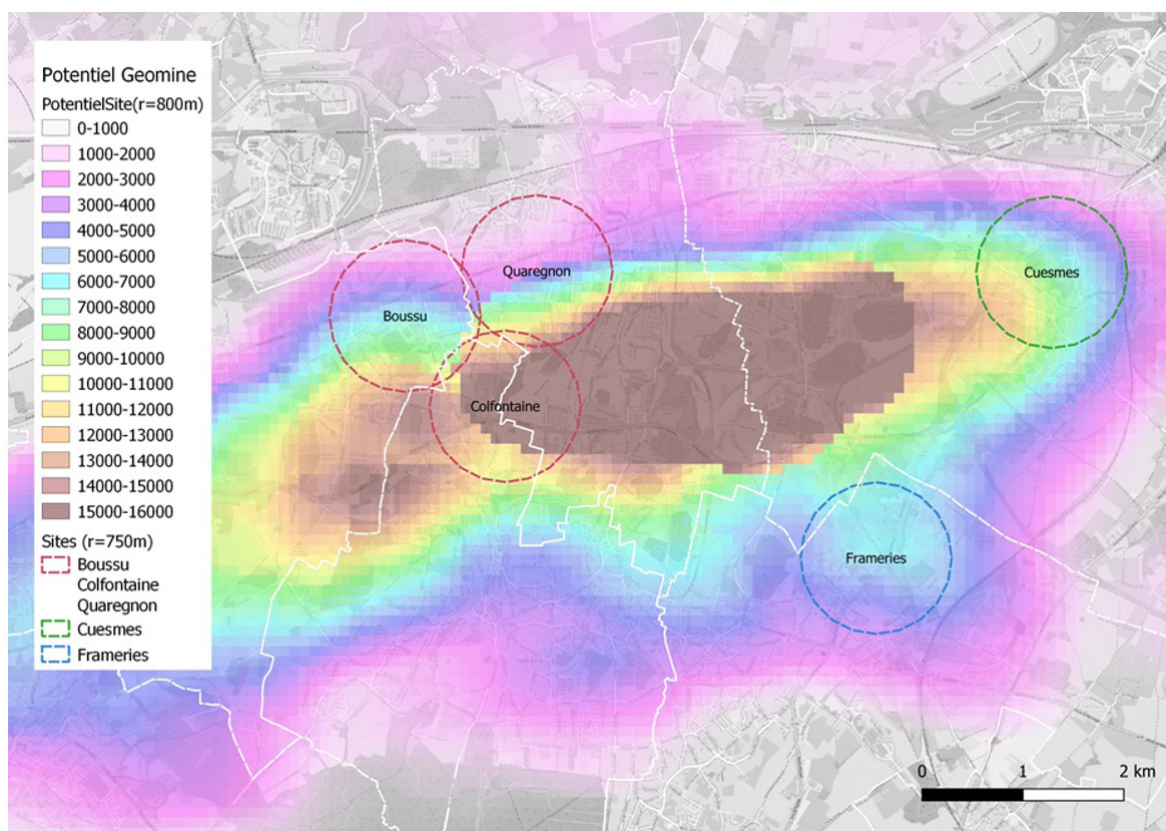 Potentiel Geomine
PotentielSite(r=800m)
0-1000
1000-2000
2000-3000
3000-4000
4000-5000
5000-6000
6000-7000
7000-8000
8000-9000
9000-10000
10000-11000
11000-12000
12000-13000
13000-14000
14000-15000
15000-16000
Sites (r=750m)
Boussu
Colfontaine
Quaregnon
Cuesmes
Frameries
Quaregnon
Cuesmes
Boussu
Colfontaine
Frameries
0 1 2 km